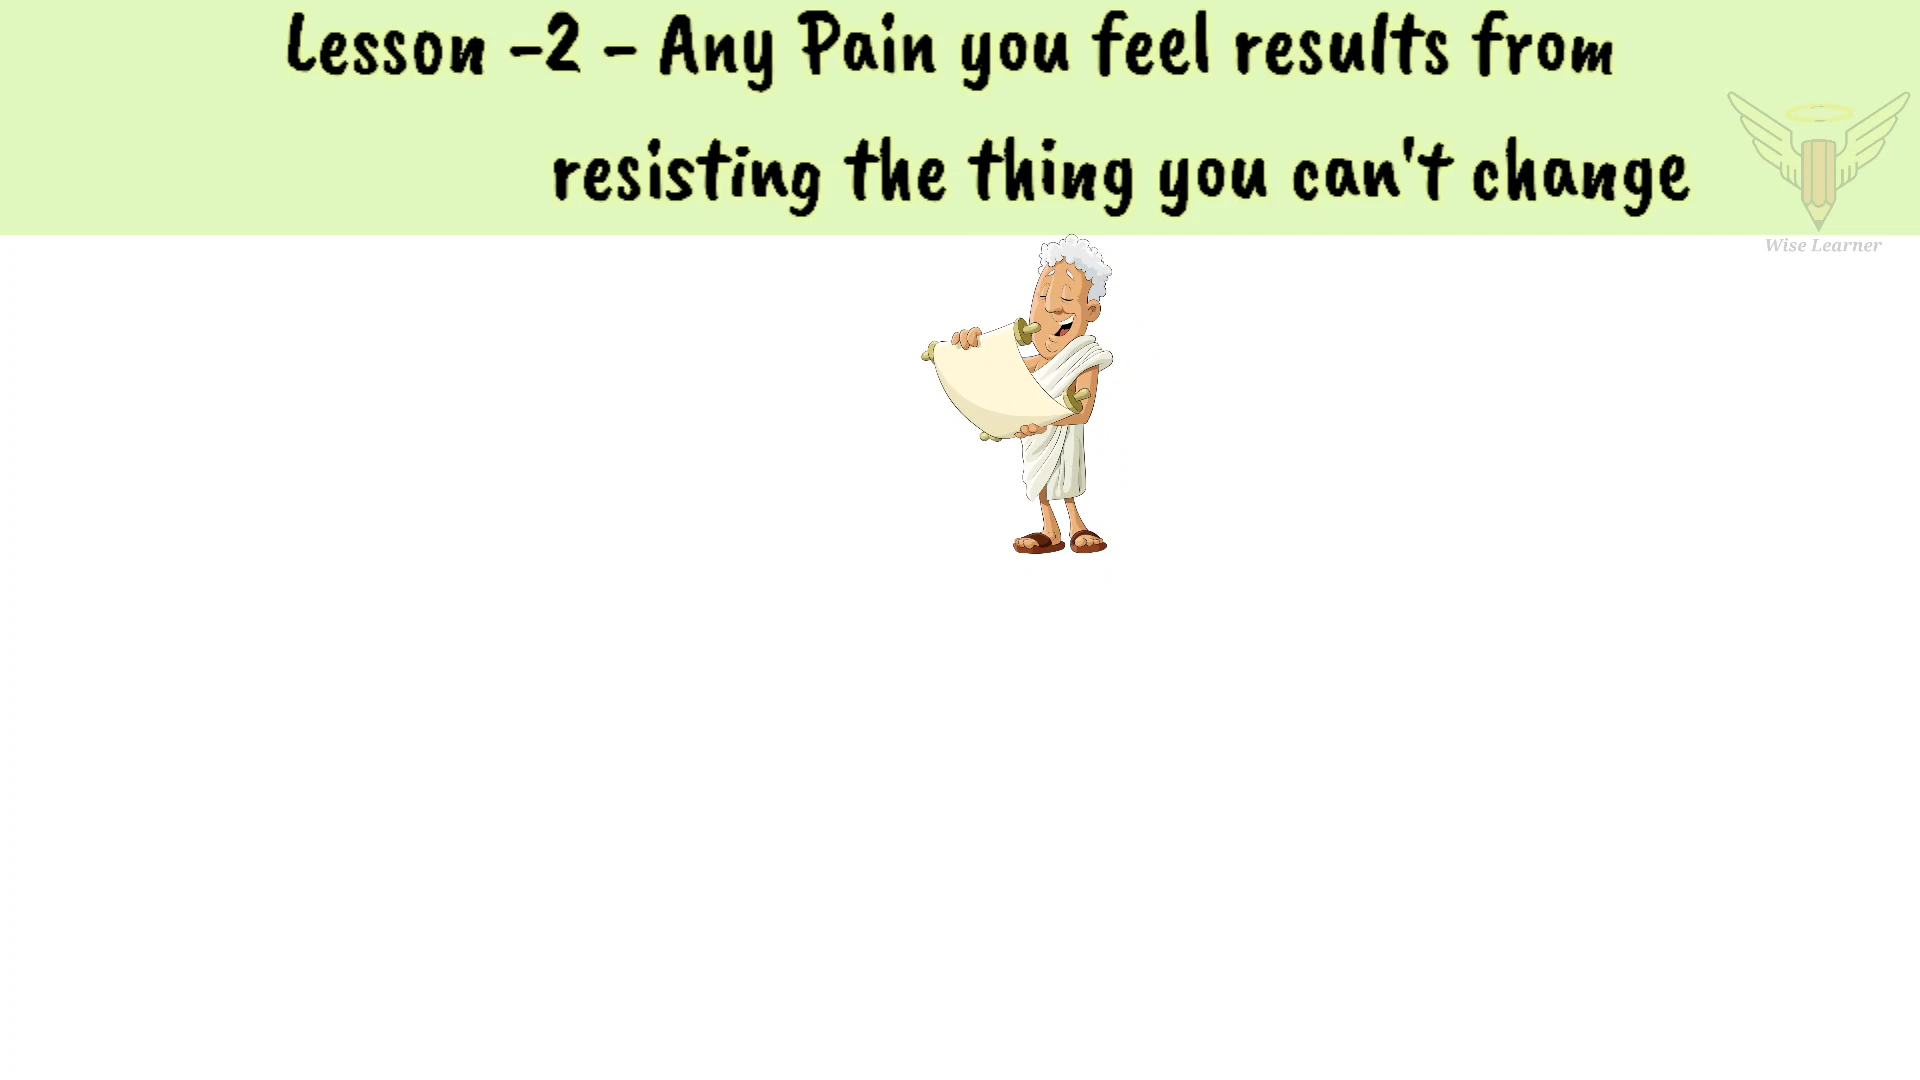 Lesson -2 - Any Pain you feel results from
resisting the thing you can't change
Wise Learner